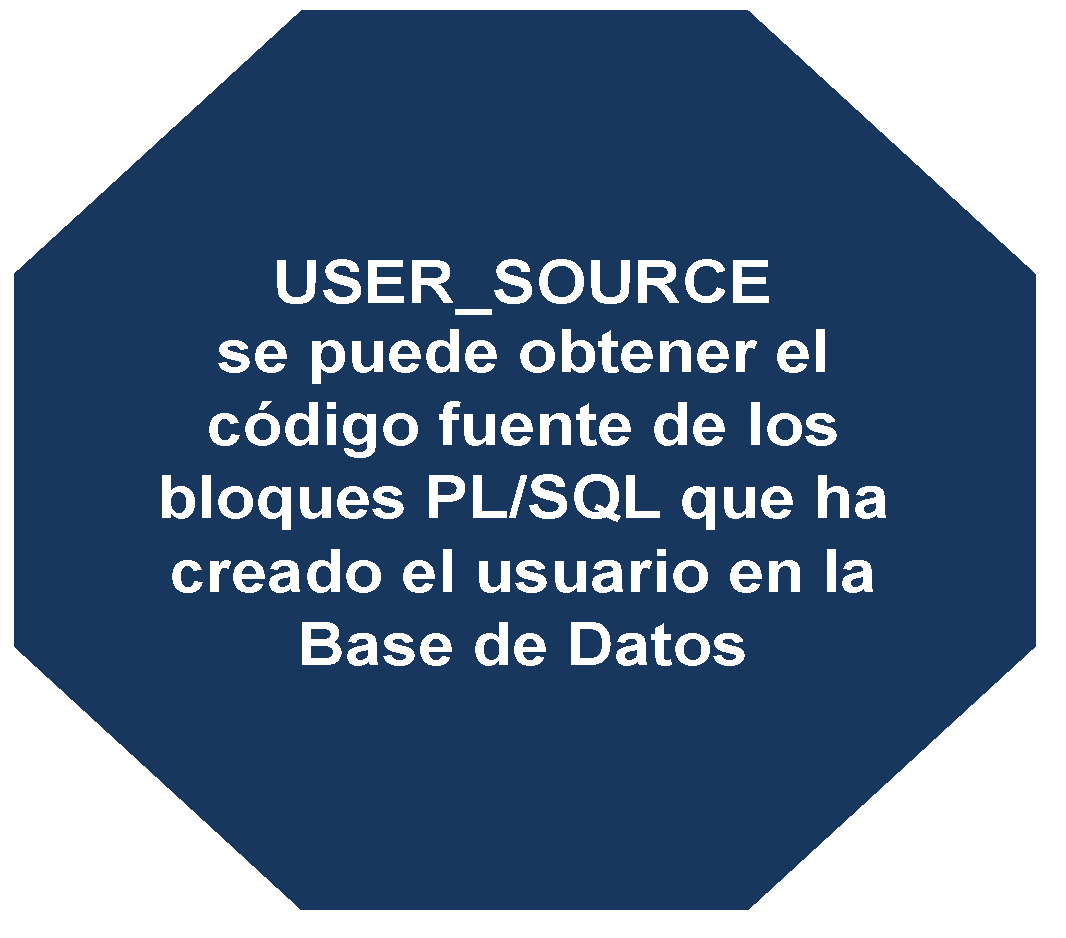 USER_SOURCE
se puede obtener el
código fuente de los
bloques PL/SQL que ha
creado el usuario en la
Base de Datos